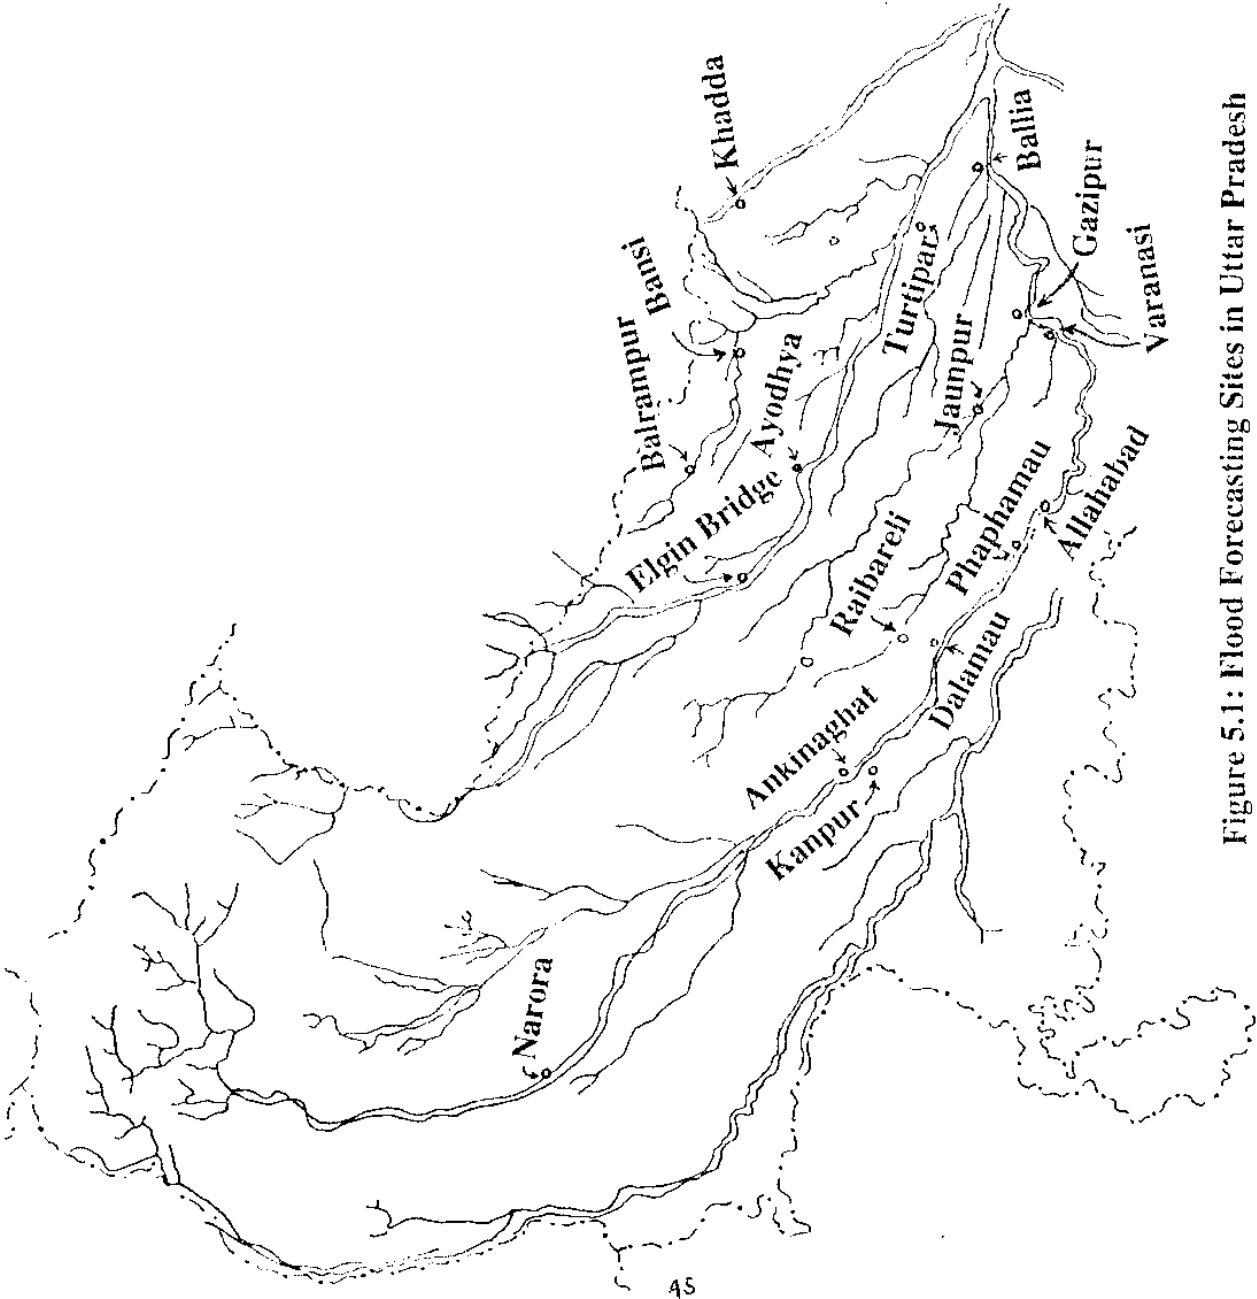 Khadda
Bansi
Balrampur
Ballia
Gazipur
Varanasi
Turtipar
Ayodhya
Jaunpur
Elgin Bridge
Phaphamau
Allahabad
Raibareli
Dalamau
Ankinaghat
Kanpur
Narora
Figure 5.1: Flood Forecasting Sites in Uttar Pradesh
45